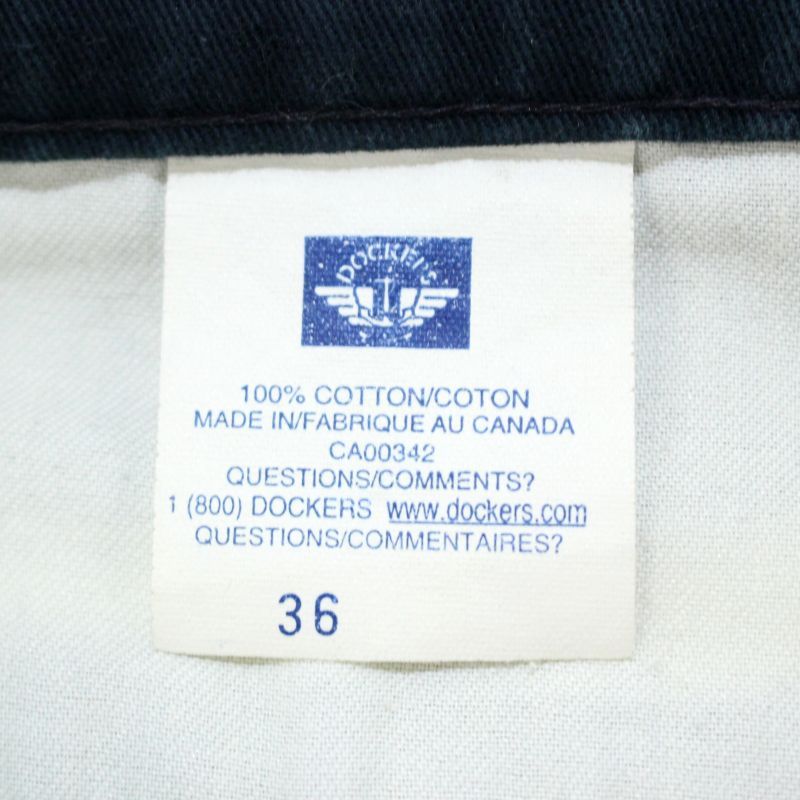 DOCKERS
100% COTTON/COTON
MADE IN/FABRIQUE AU CANADA
CA00342
QUESTIONS/COMMENTS?
1 (800) DOCKERS www.dockers.com
QUESTIONS/COMMENTAIRES?
36